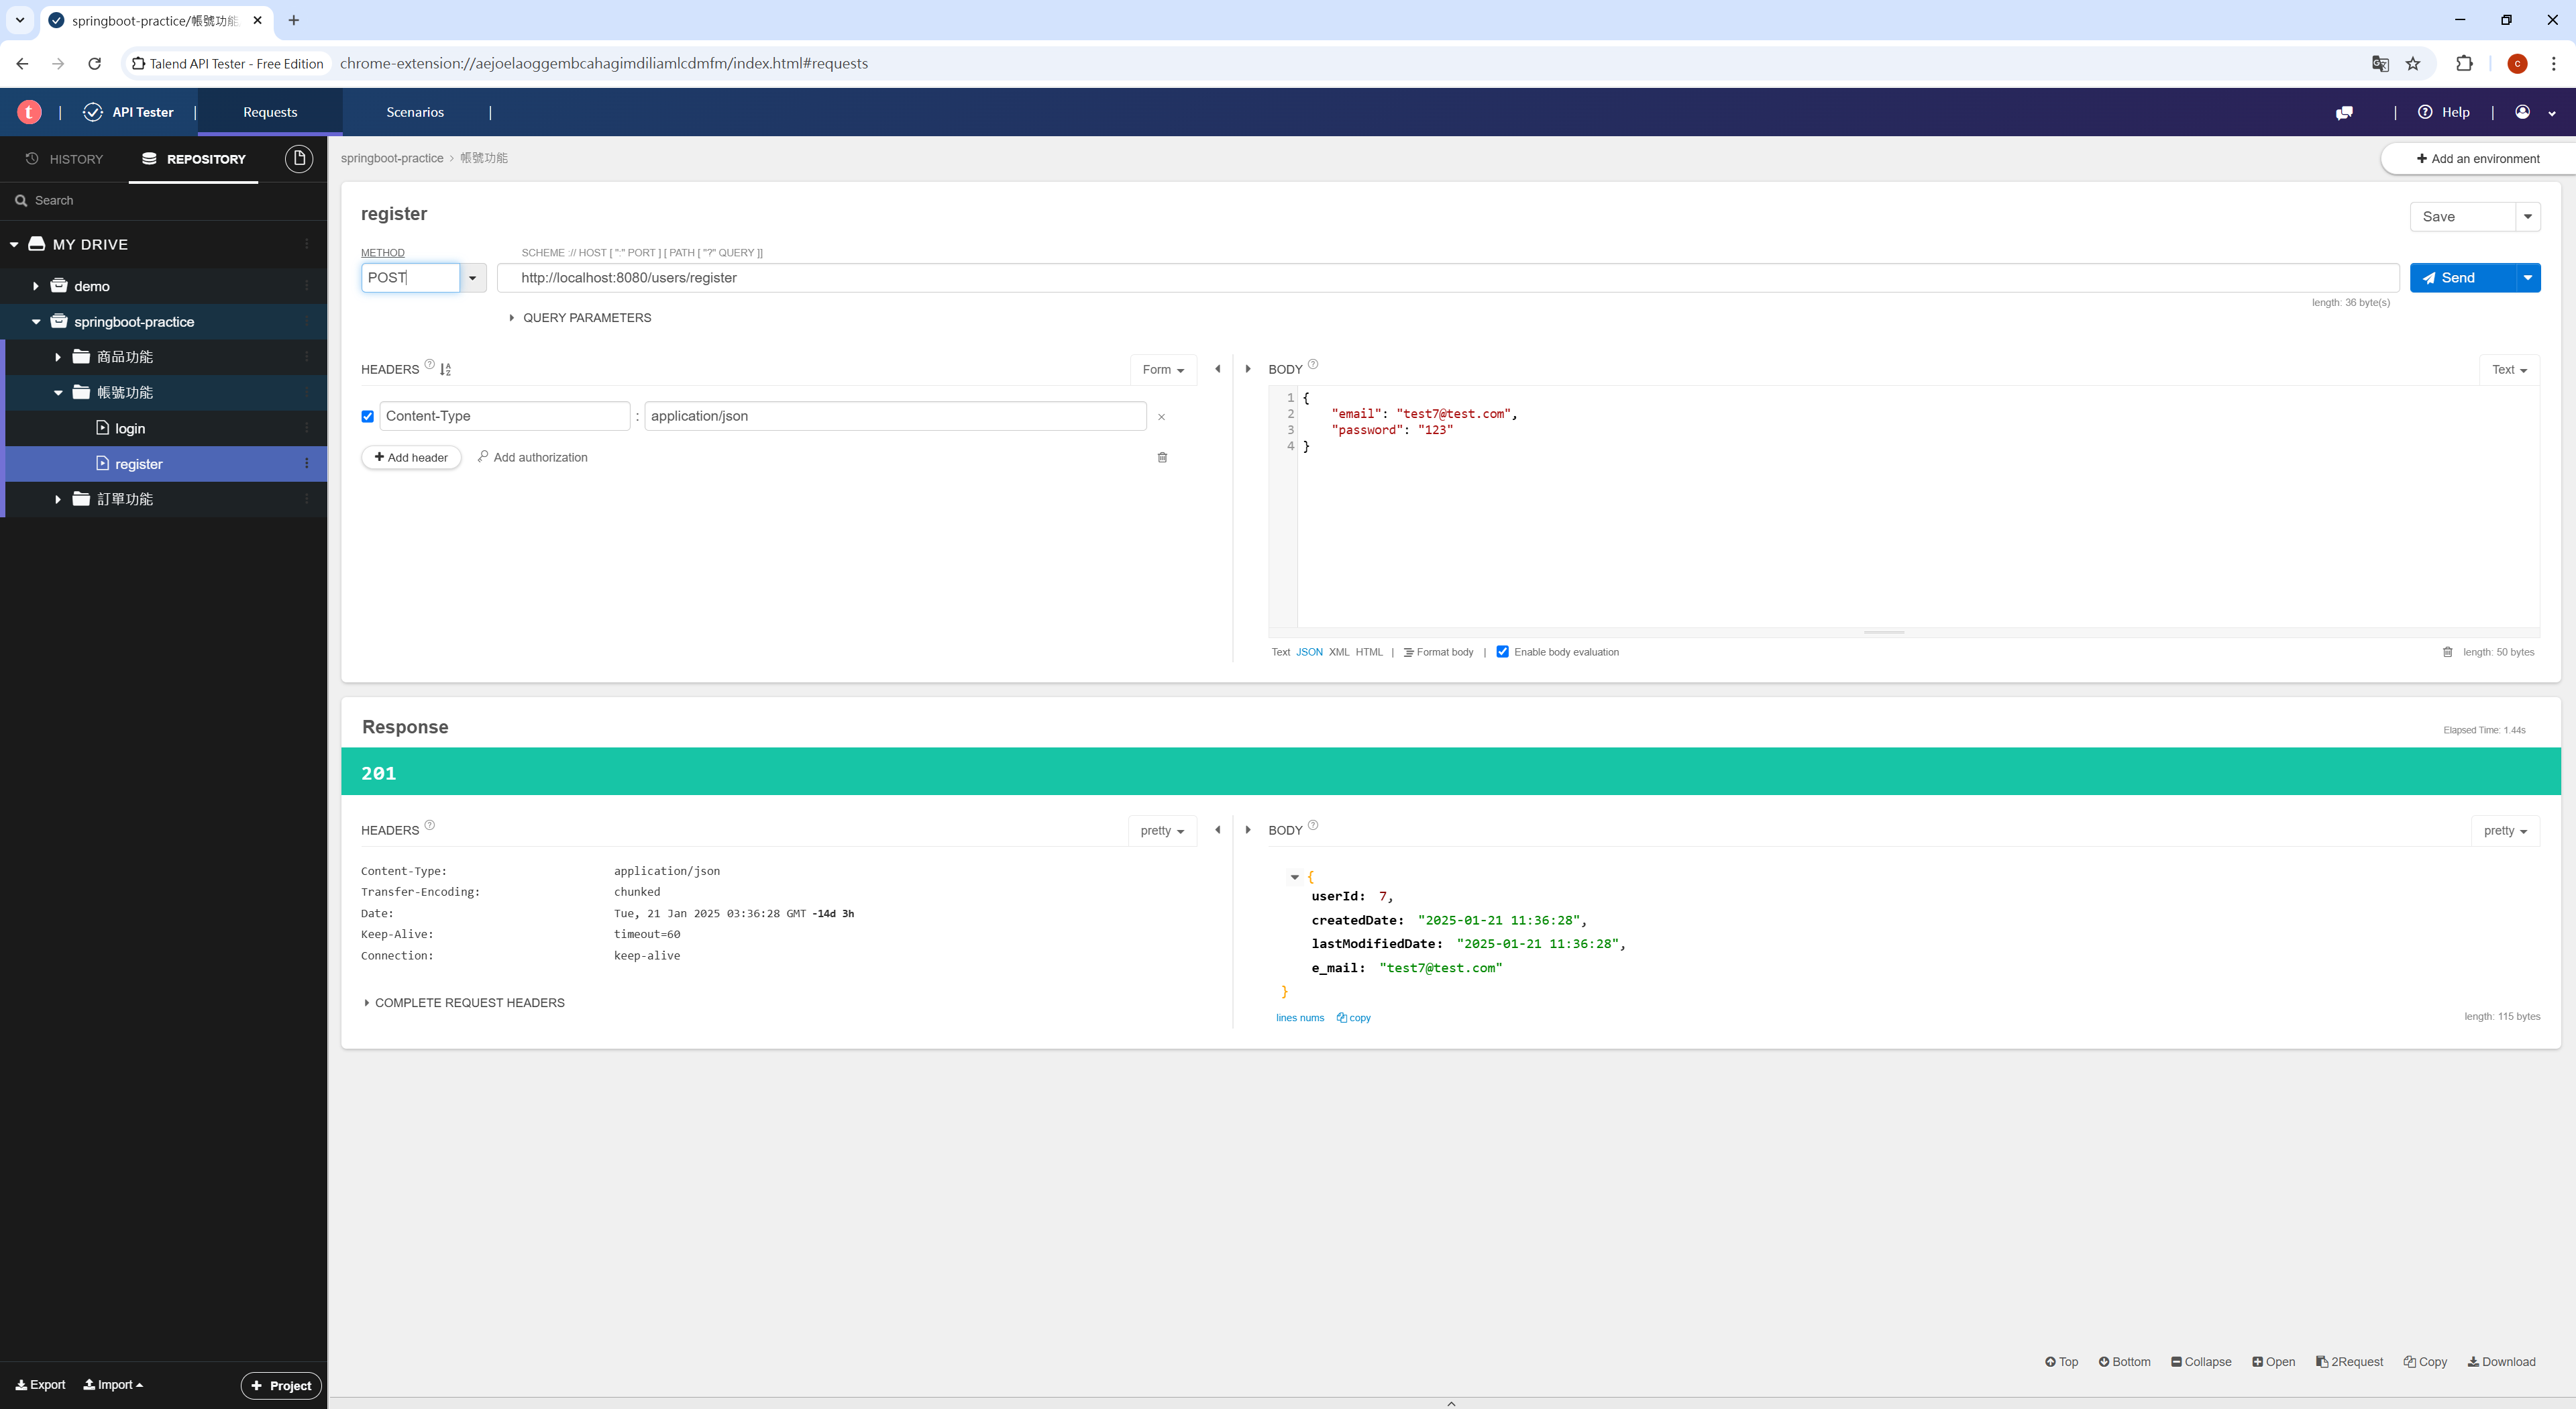 springboot-practice/帳號功能
Talend API Tester - Free Edition
chrome-extension://aejoelaoggembcahagimdiliamlcdmfm/index.html#requests
c
t | API Tester | Requests Scenarios |
| Help |
HISTORY
REPOSITORY
Search
MY DRIVE
demo
springboot-practice
商品功能
帳號功能
login
register
訂單功能
Export
Import
+ Project
springboot-practice > 帳號功能
+ Add an environment
register
Save
METHOD
SCHEME :// HOST [ ":" PORT ] [ PATH [ "?" QUERY ]]
POST
http://localhost:8080/users/register
Send
length: 36 byte(s)
QUERY PARAMETERS
HEADERS ?
Form
Content-Type : application/json ×
+ Add header
Add authorization
BODY ?
Text
1 {
2 "email": "test7@test.com",
3 "password": "123"
4 }
Text JSON XML HTML | Format body | Enable body evaluation
length: 50 bytes
Response
Elapsed Time: 1.44s
201
HEADERS ?
pretty
Content-Type: application/json
Transfer-Encoding: chunked
Date: Tue, 21 Jan 2025 03:36:28 GMT -14d 3h
Keep-Alive: timeout=60
Connection: keep-alive
COMPLETE REQUEST HEADERS
BODY ?
pretty
{
userId: 7,
createdDate: "2025-01-21 11:36:28",
lastModifiedDate: "2025-01-21 11:36:28",
e_mail: "test7@test.com"
}
lines nums copy
length: 115 bytes
Top Bottom Collapse Open 2Request Copy Download